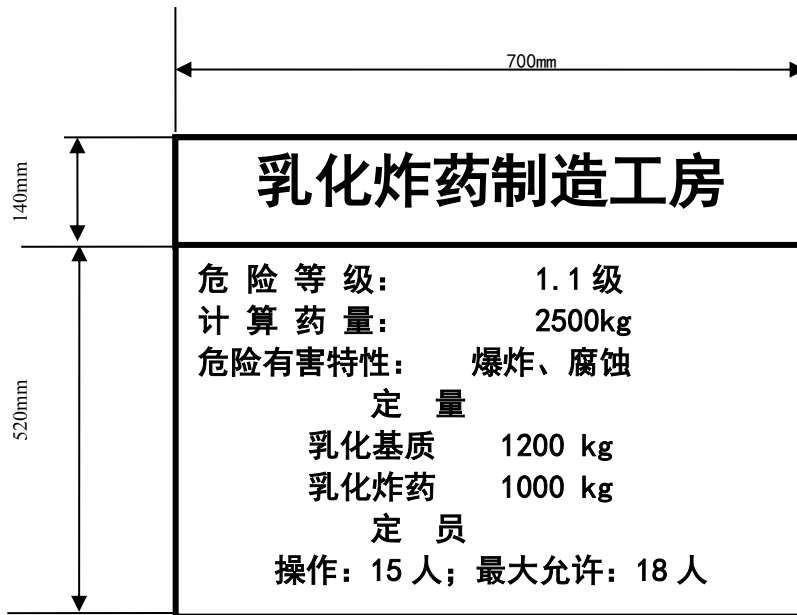 700mm
140mm
乳化炸药制造工房
520mm
危 险 等 级： 1.1 级
计 算 药 量： 2500kg
危险有害特性： 爆炸、腐蚀
定 量
乳化基质 1200 kg
乳化炸药 1000 kg
定 员
操作：15 人；最大允许：18 人